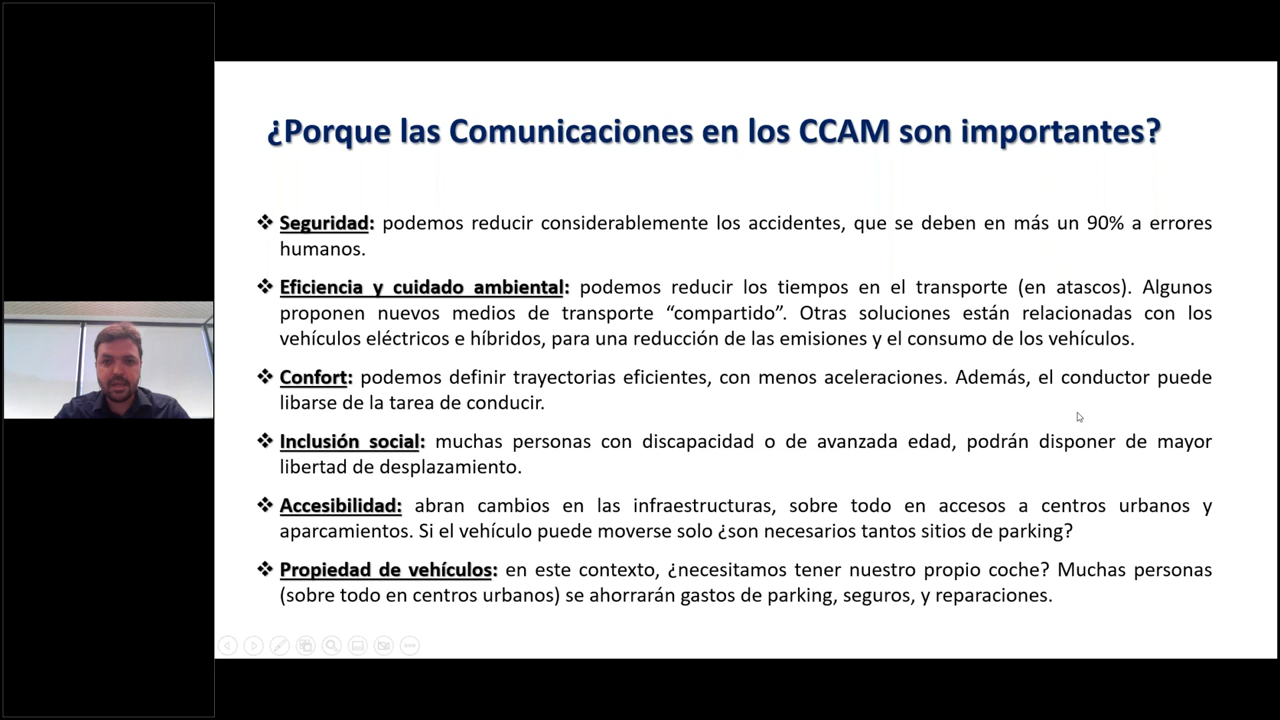 ¿Porque las Comunicaciones en los CCAM son importantes?
❖ Seguridad: podemos reducir considerablemente los accidentes, que se deben en más un 90% a errores
humanos.
❖ Eficiencia y cuidado ambiental: podemos reducir los tiempos en el transporte (en atascos). Algunos
proponen nuevos medios de transporte “compartido”. Otras soluciones están relacionadas con los
vehículos eléctricos e híbridos, para una reducción de las emisiones y el consumo de los vehículos.
❖ Confort: podemos definir trayectorias eficientes, con menos aceleraciones. Además, el conductor puede
libarse de la tarea de conducir.
❖ Inclusión social: muchas personas con discapacidad o de avanzada edad, podrán disponer de mayor
libertad de desplazamiento.
❖ Accesibilidad: abran cambios en las infraestructuras, sobre todo en accesos a centros urbanos y
aparcamientos. Si el vehículo puede moverse solo ¿son necesarios tantos sitios de parking?
❖ Propiedad de vehículos: en este contexto, ¿necesitamos tener nuestro propio coche? Muchas personas
(sobre todo en centros urbanos) se ahorrarán gastos de parking, seguros, y reparaciones.